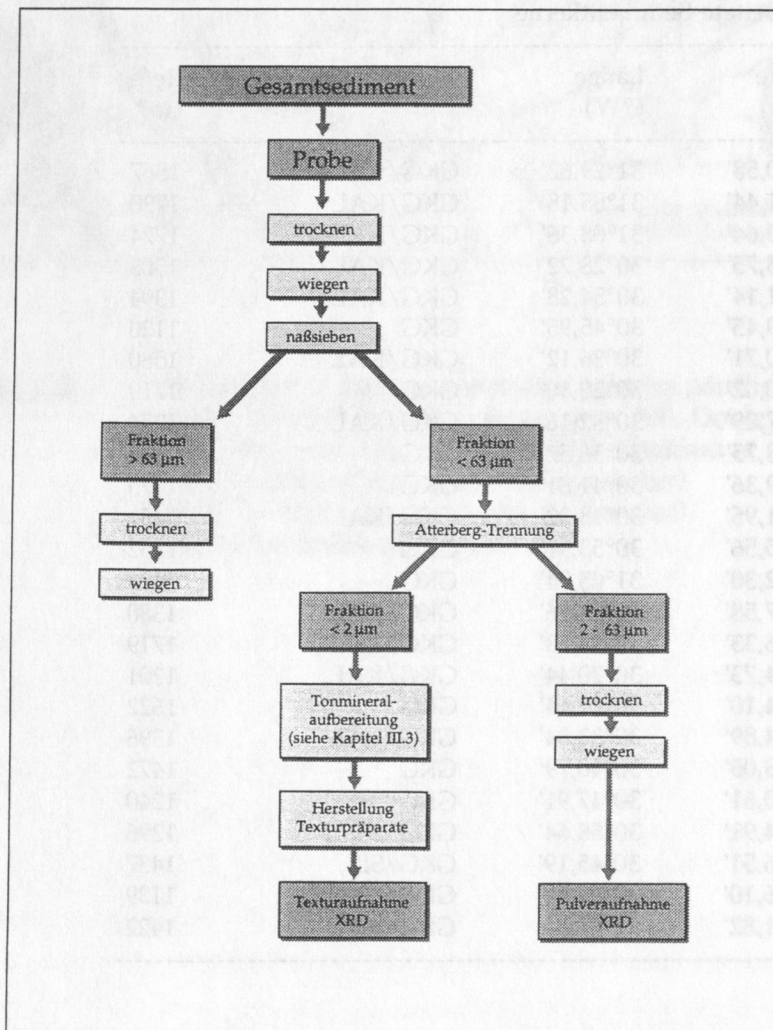 Gesamtsediment
Probe
trocknen
wiegen
naßsieben
Fraktion
> 63 µm
trocknen
wiegen
Fraktion
< 63 µm
Atterberg-Trennung
Fraktion
< 2 µm
Tonmineral-
aufbereitung
(siehe Kapitel III.3)
Herstellung
Texturpräparate
Texturaufnahme
XRD
Fraktion
2 - 63 µm
trocknen
wiegen
Pulveraufnahme
XRD